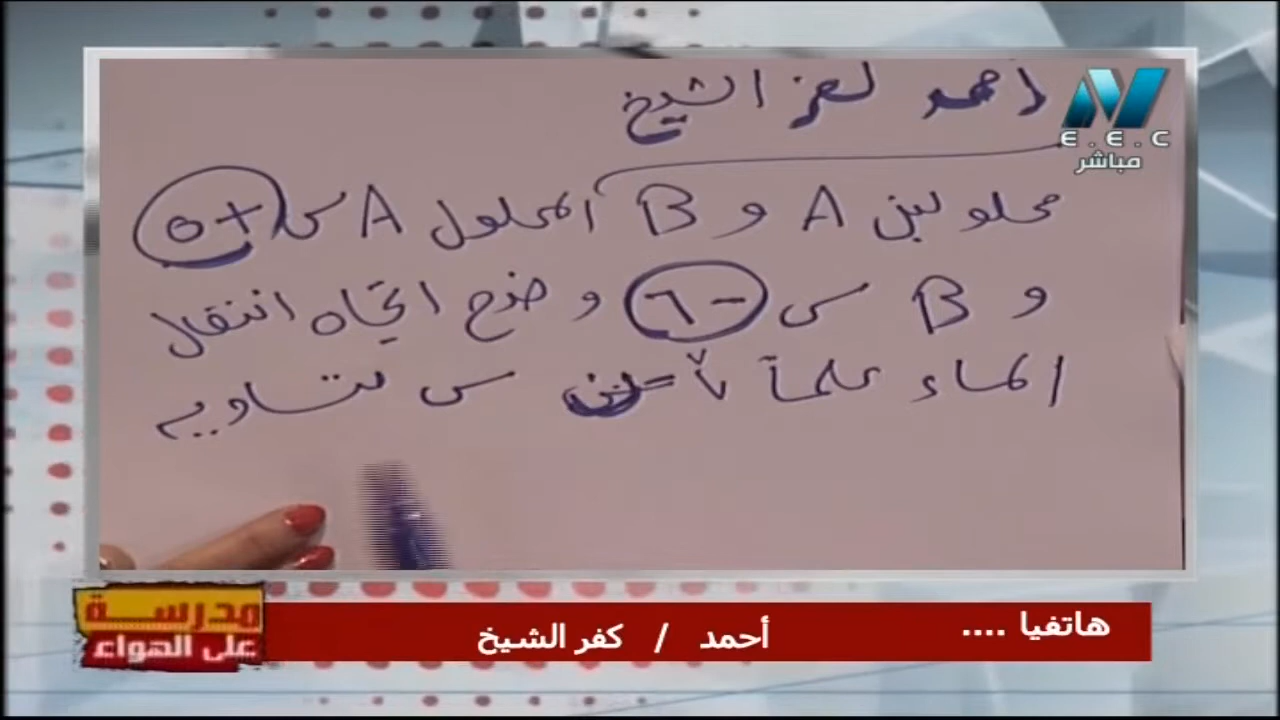 أحمد كفر الشيخ
محلولين A و B المحلول A س +٥
و B س -٦ وضح اتجاه انتقال
الماء علماً بأن س تساوي
E.E.C
مباشر
هاتفيا ....
أحمد / كفر الشيخ
مدرسة
على الهواء